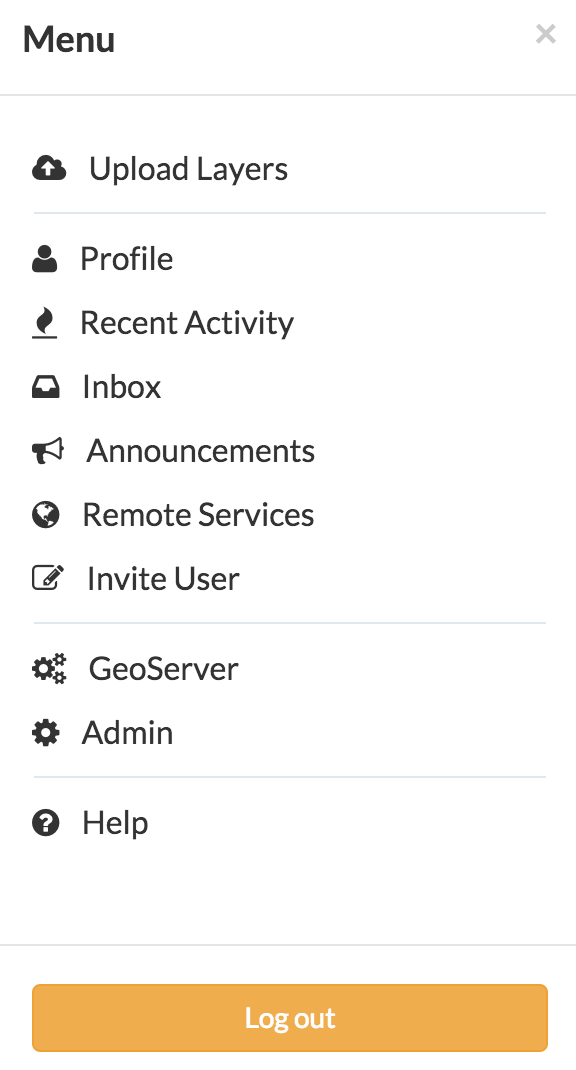 Menu
Upload Layers
Profile
Recent Activity
Inbox
Announcements
Remote Services
Invite User
GeoServer
Admin
Help
Log out